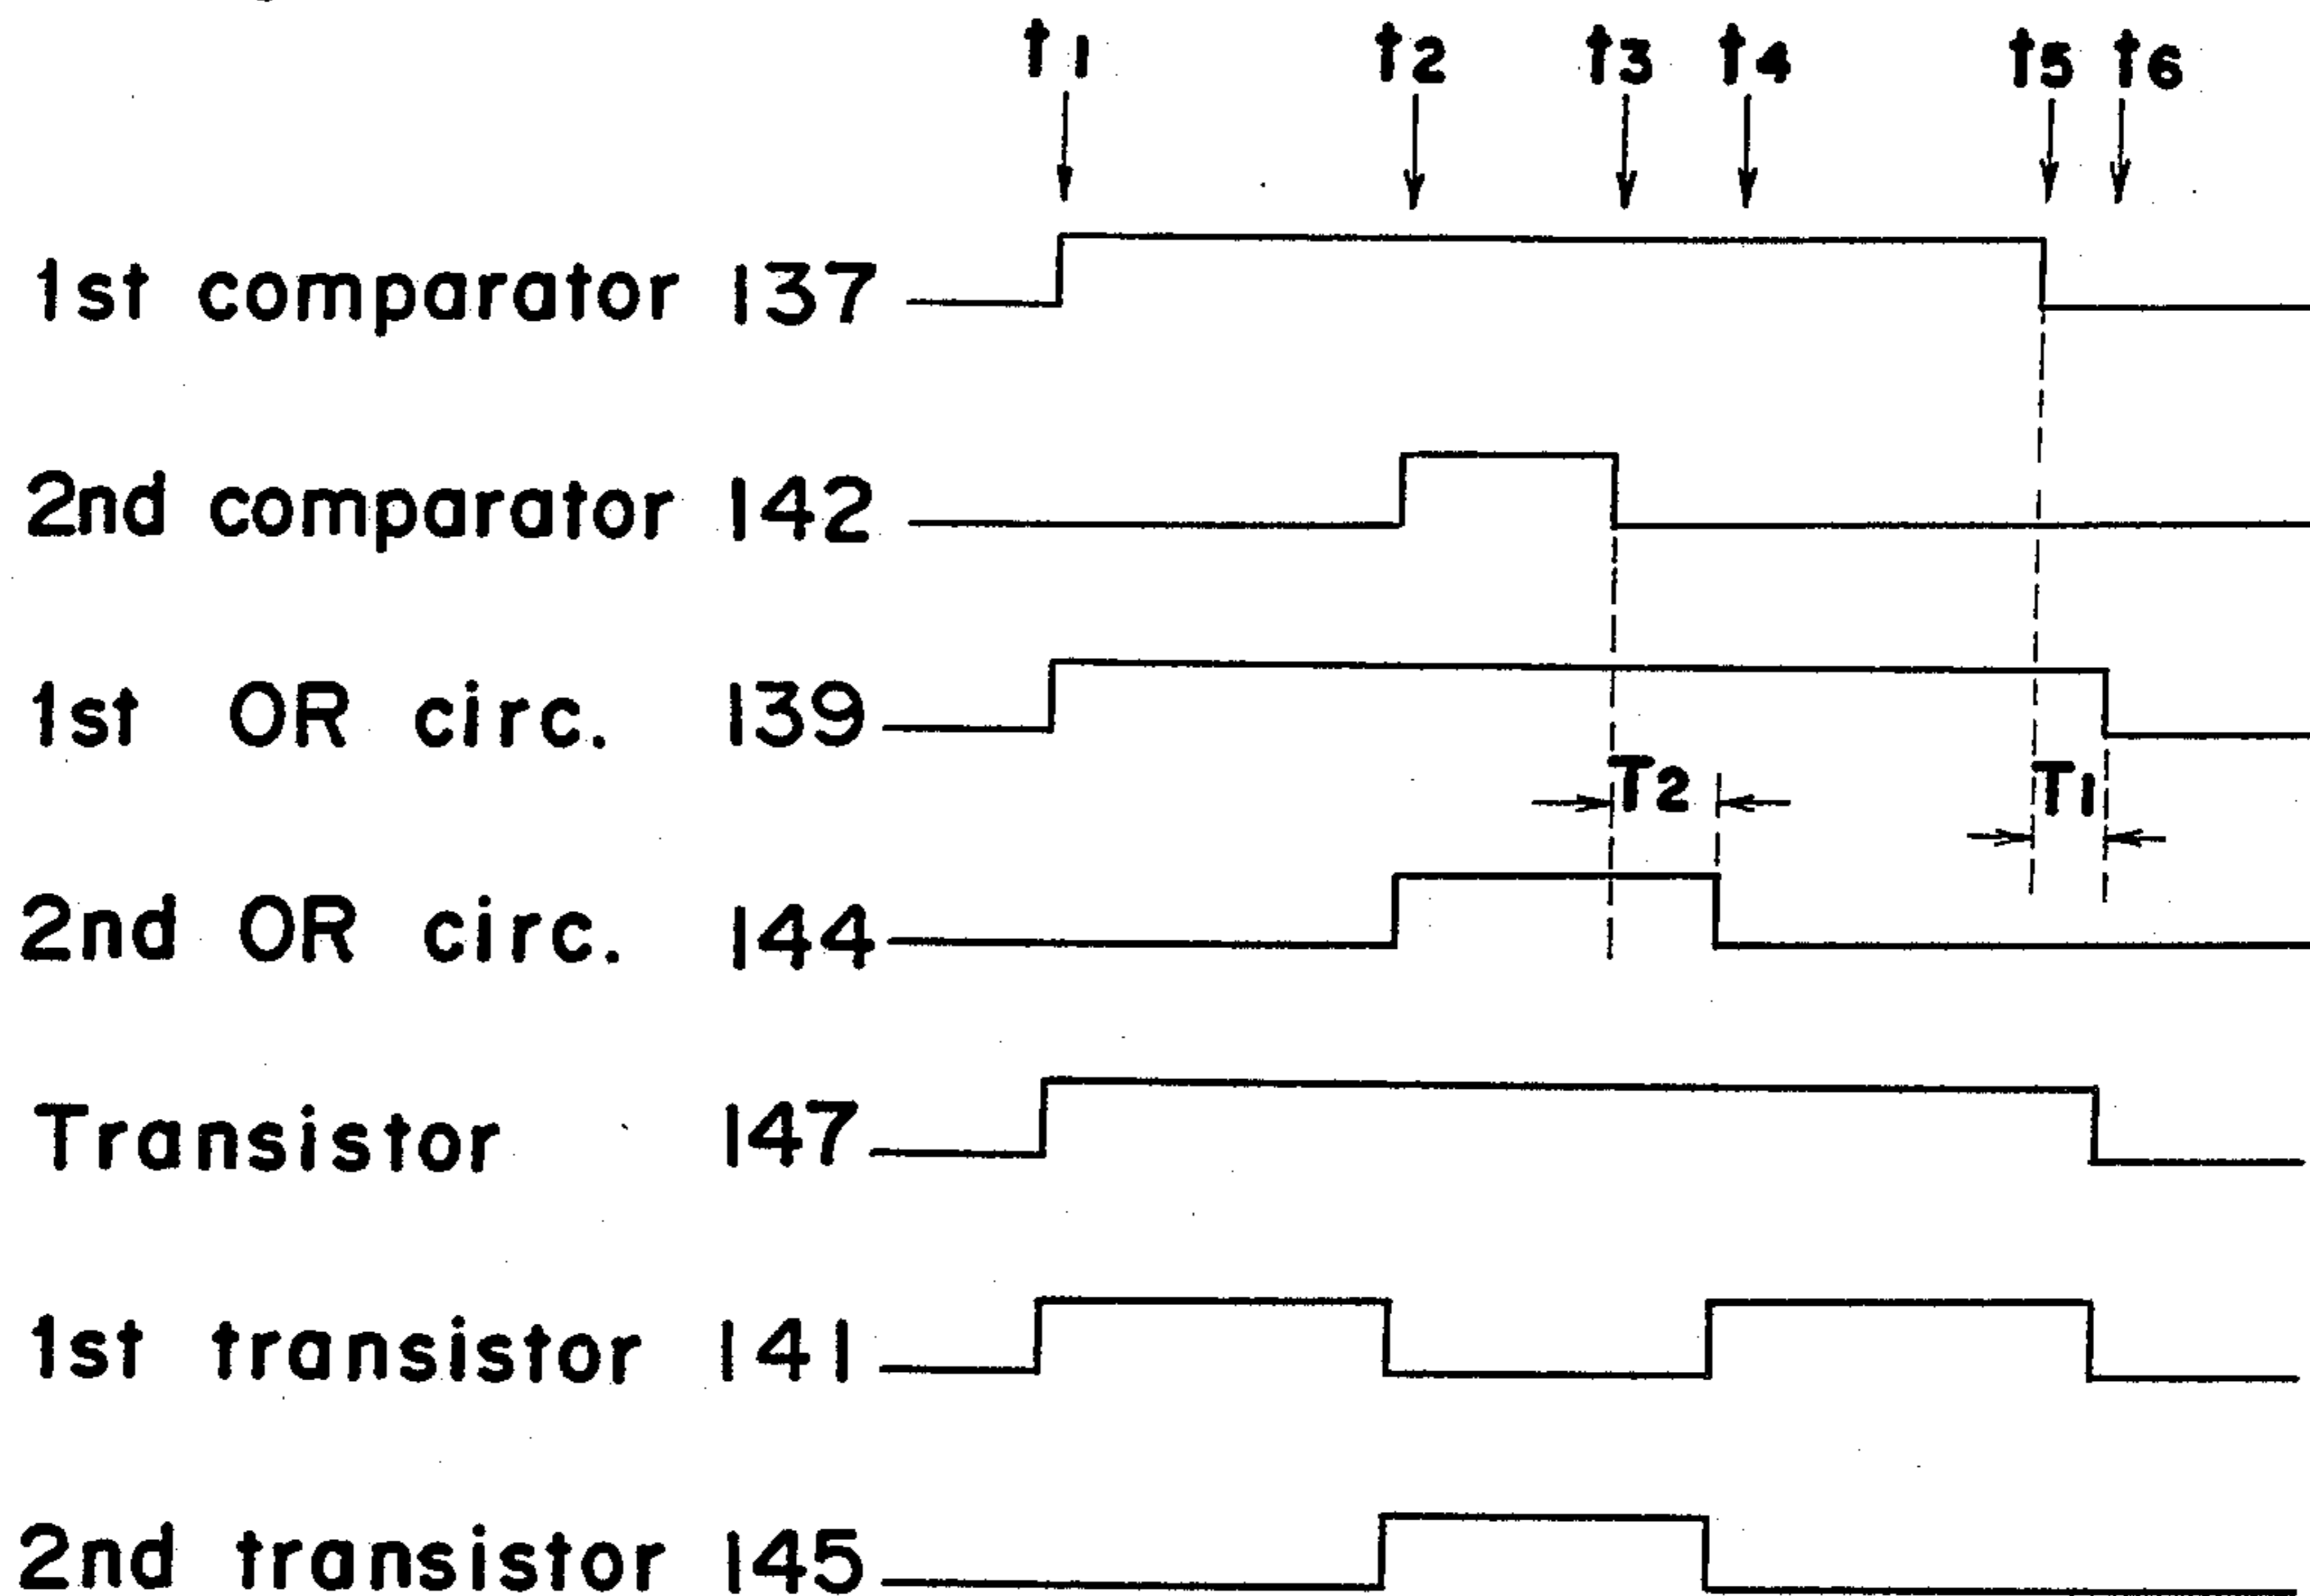 t1 t2 t3 t4 t5 t6
1st comparator 137
2nd comparator 142
1st OR circ. 139
T2 T1
2nd OR circ. 144
Transistor 147
1st transistor 141
2nd transistor 145